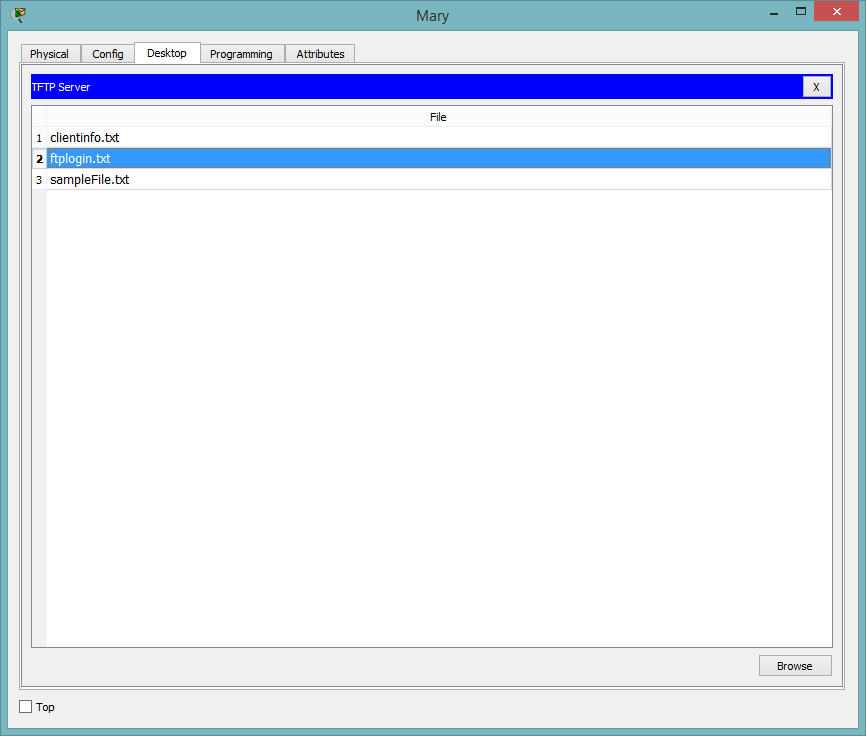 Mary
Physical Config Desktop Programming Attributes
TFTP Server X
File
1 clientinfo.txt
2 ftplogin.txt
3 sampleFile.txt
Browse
Top